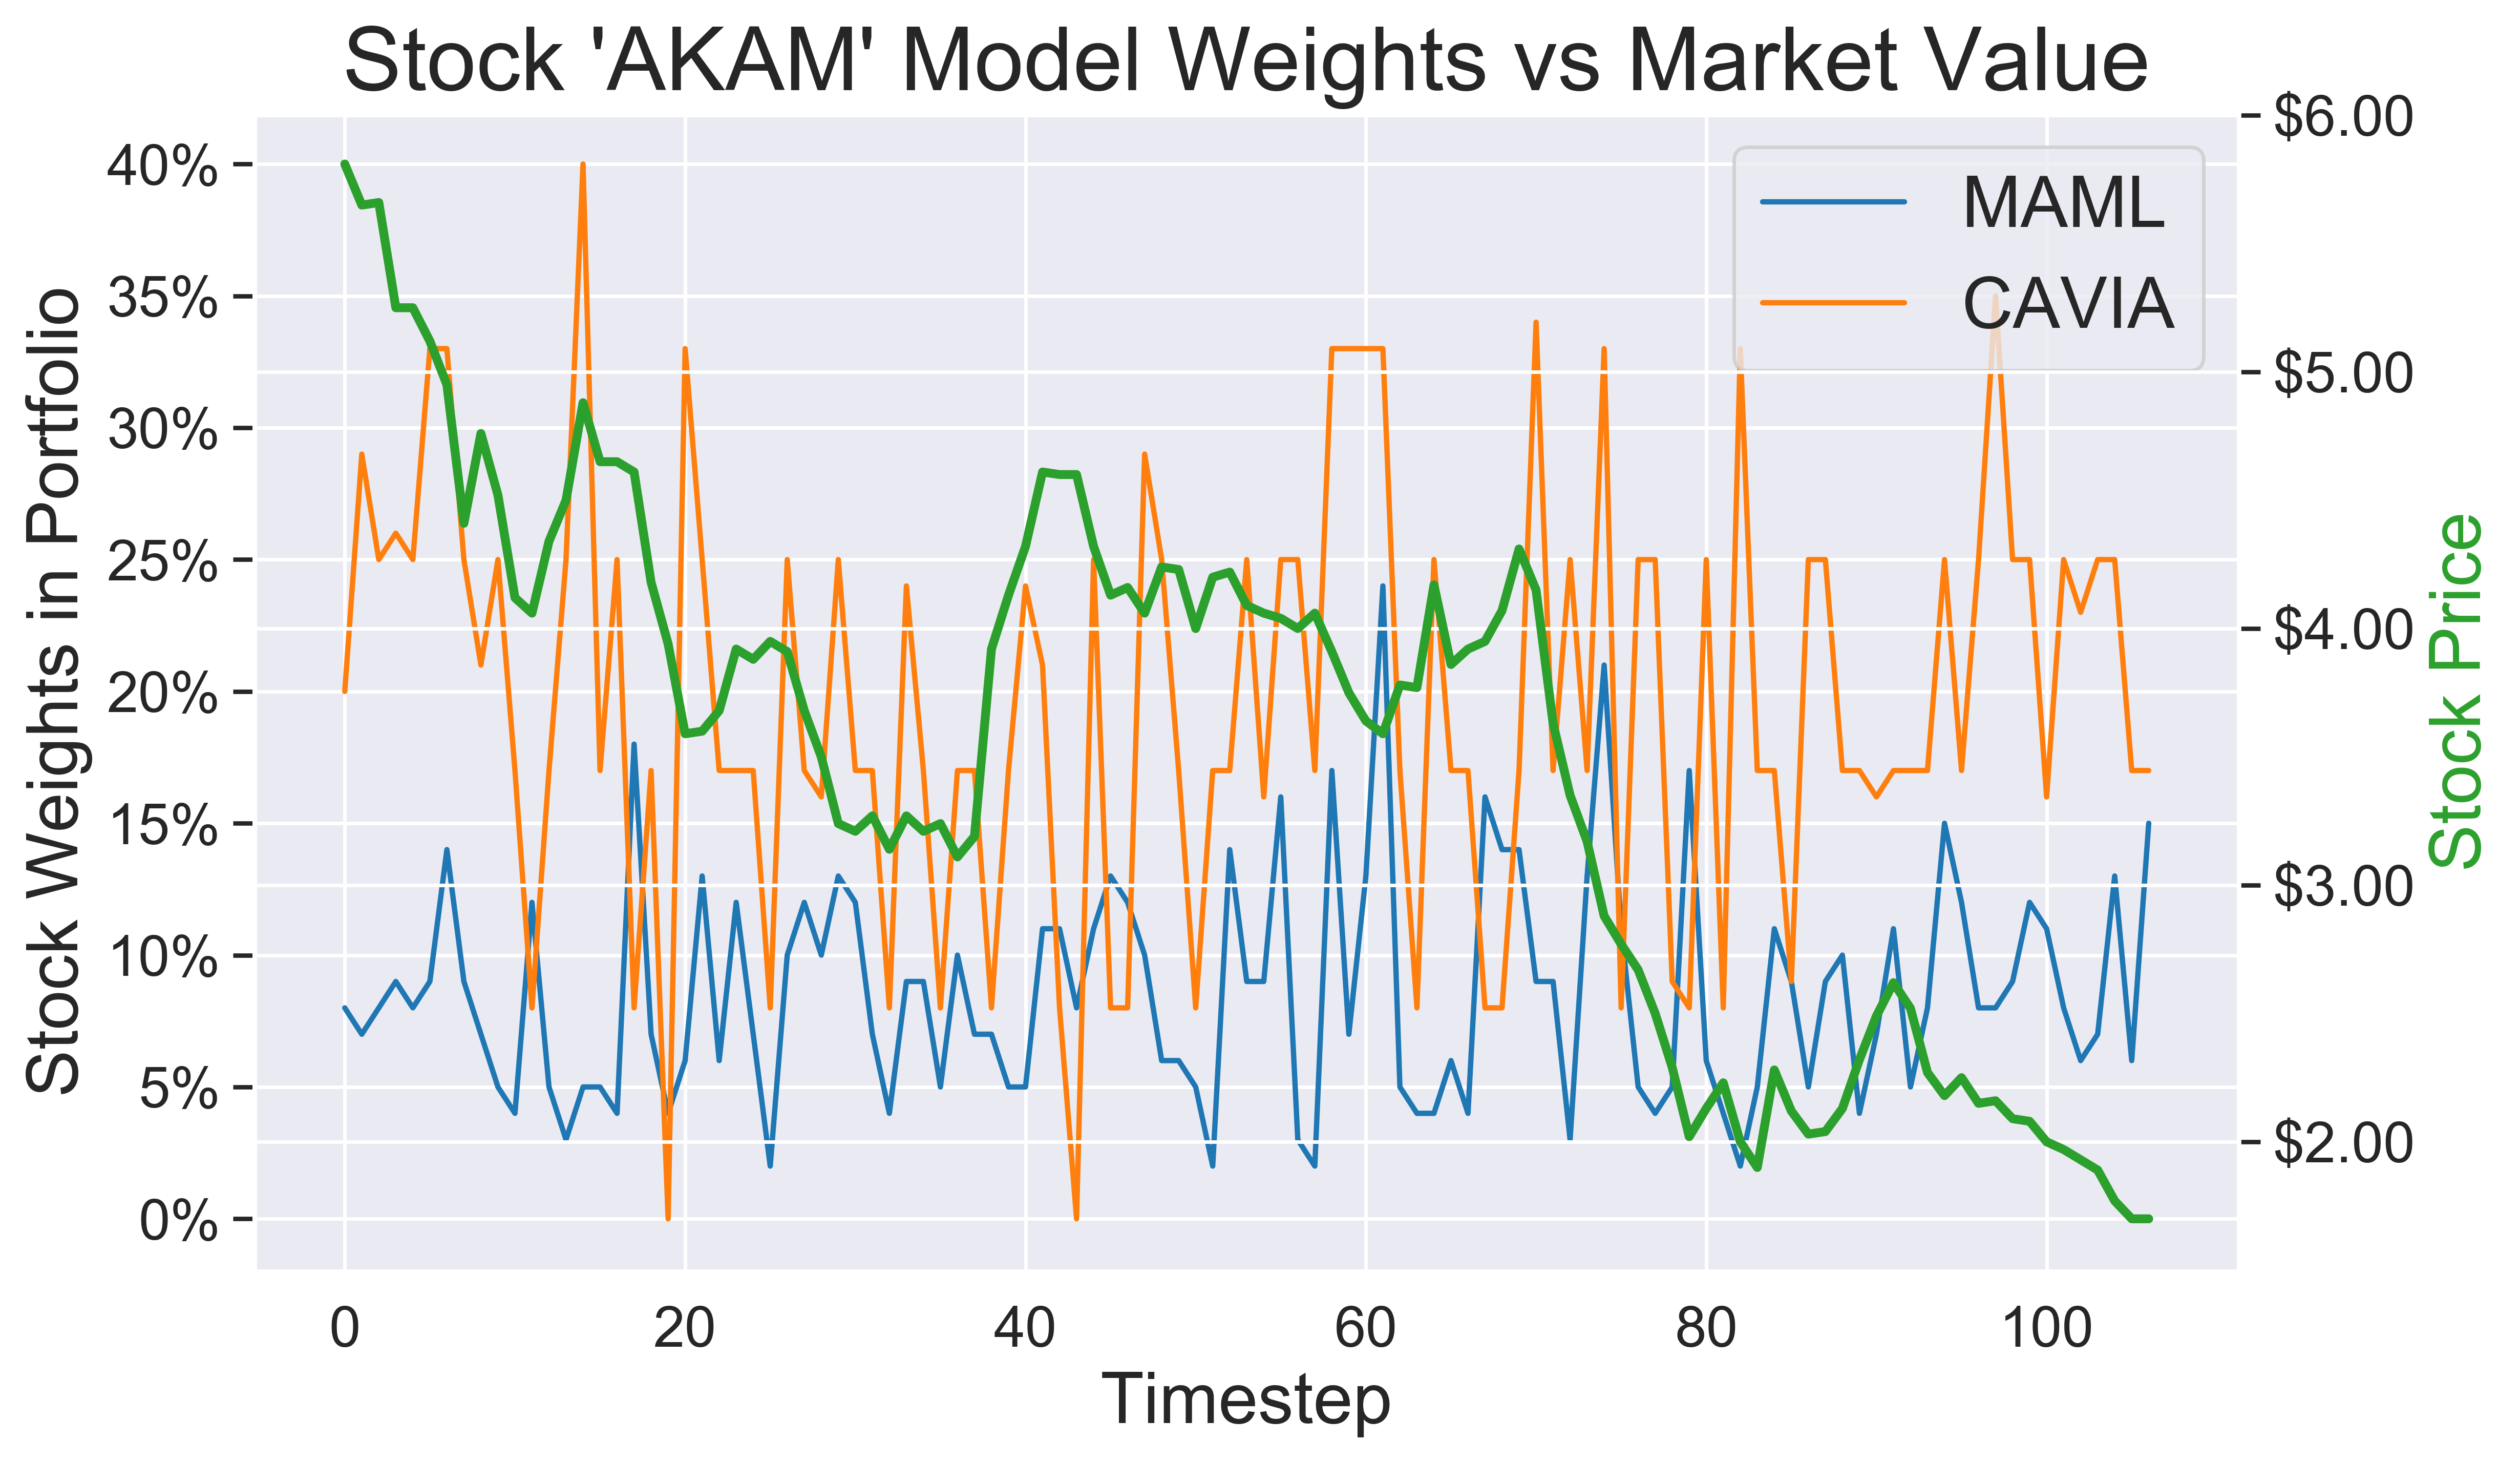 Stock 'AKAM' Model Weights vs Market Value
Stock Weights in Portfolio
40%
35%
30%
25%
20%
15%
10%
5%
0%
MAML
CAVIA
$6.00
$5.00
$4.00
$3.00
$2.00
Stock Price
0 20 40 60 80 100
Timestep